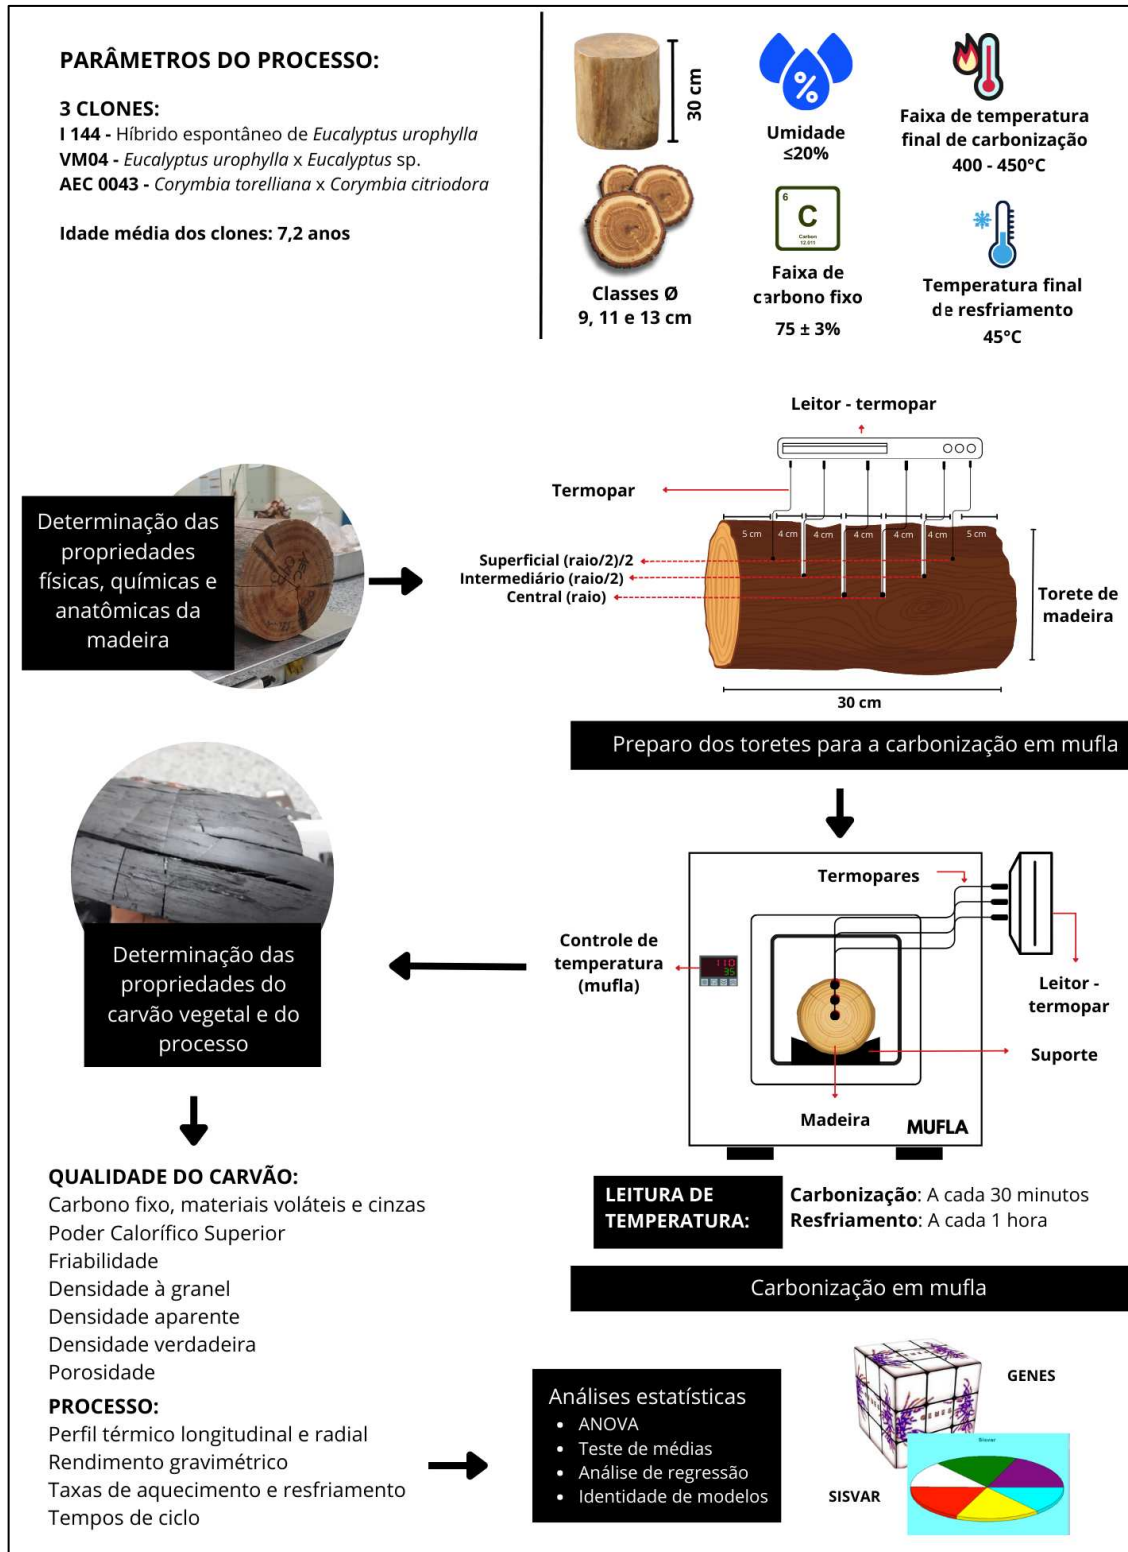 PARÂMETROS DO PROCESSO:
3 CLONES:
I 144 - Híbrido espontâneo de Eucalyptus urophylla
VM04 - Eucalyptus urophylla x Eucalyptus sp.
AEC 0043 - Corymbia torelliana x Corymbia citriodora
Idade média dos clones: 7,2 anos
30 cm
Classes Ø
9, 11 e 13 cm
%
Umidade
≤20%
6
C
Carbon
12.011
Faixa de
carbono fixo
75 ± 3%
Faixa de temperatura
final de carbonização
400 - 450°C
Temperatura final
de resfriamento
45°C
Determinação das
propriedades
físicas, químicas e
anatômicas da
madeira
Leitor - termopar
Termopar
5 cm
4 cm
4 cm
4 cm
4 cm
4 cm
5 cm
Superficial (raio/2)/2
Intermediário (raio/2)
Central (raio)
Torete de
madeira
30 cm
Preparo dos toretes para a carbonização em mufla
Termopares
Controle de
temperatura
(mufla)
110
35
Leitor -
termopar
Suporte
Madeira
MUFLA
LEITURA DE
TEMPERATURA:
Carbonização: A cada 30 minutos
Resfriamento: A cada 1 hora
Carbonização em mufla
Determinação das
propriedades do
carvão vegetal e do
processo
QUALIDADE DO CARVÃO:
Carbono fixo, materiais voláteis e cinzas
Poder Calorífico Superior
Friabilidade
Densidade à granel
Densidade aparente
Densidade verdadeira
Porosidade
PROCESSO:
Perfil térmico longitudinal e radial
Rendimento gravimétrico
Taxas de aquecimento e resfriamento
Tempos de ciclo
Análises estatísticas
• ANOVA
• Teste de médias
• Análise de regressão
• Identidade de modelos
GENES
SISVAR
Sisvar